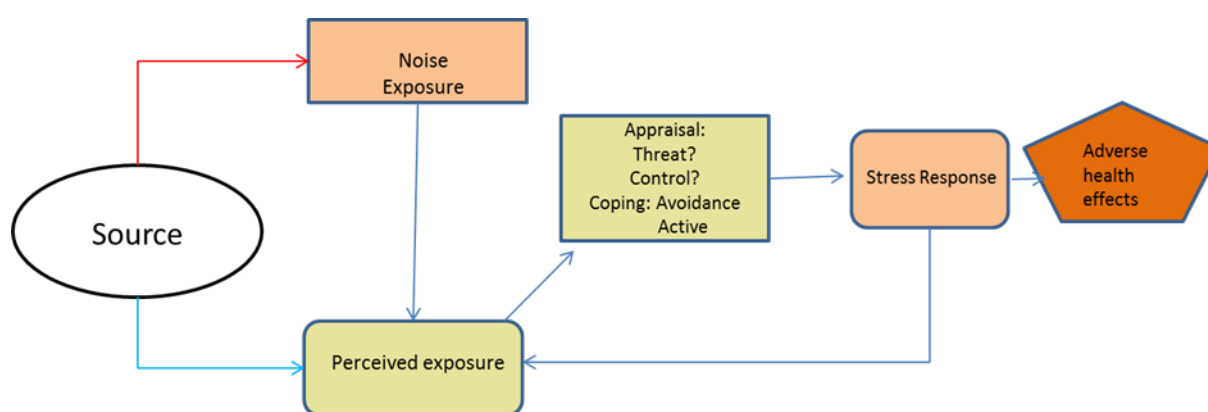 Noise
Exposure
Source
Appraisal:
Threat?
Control?
Coping: Avoidance
Active
Stress Response
Adverse
health
effects
Perceived exposure